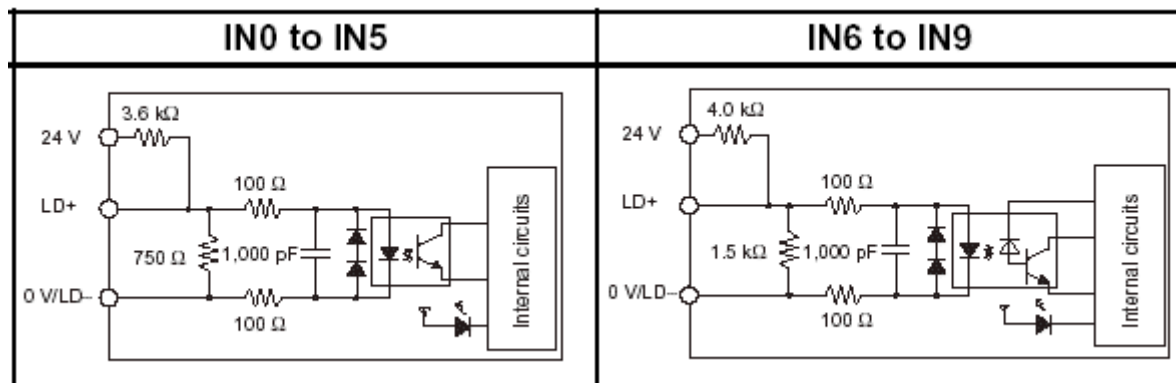 IN0 to IN5
IN6 to IN9
3.6 kΩ
24 V
100 Ω
LD+
750 Ω
1,000 pF
0 V/LD–
100 Ω
Internal circuits
4.0 kΩ
24 V
100 Ω
LD+
1.5 kΩ
1,000 pF
0 V/LD–
100 Ω
Internal circuits